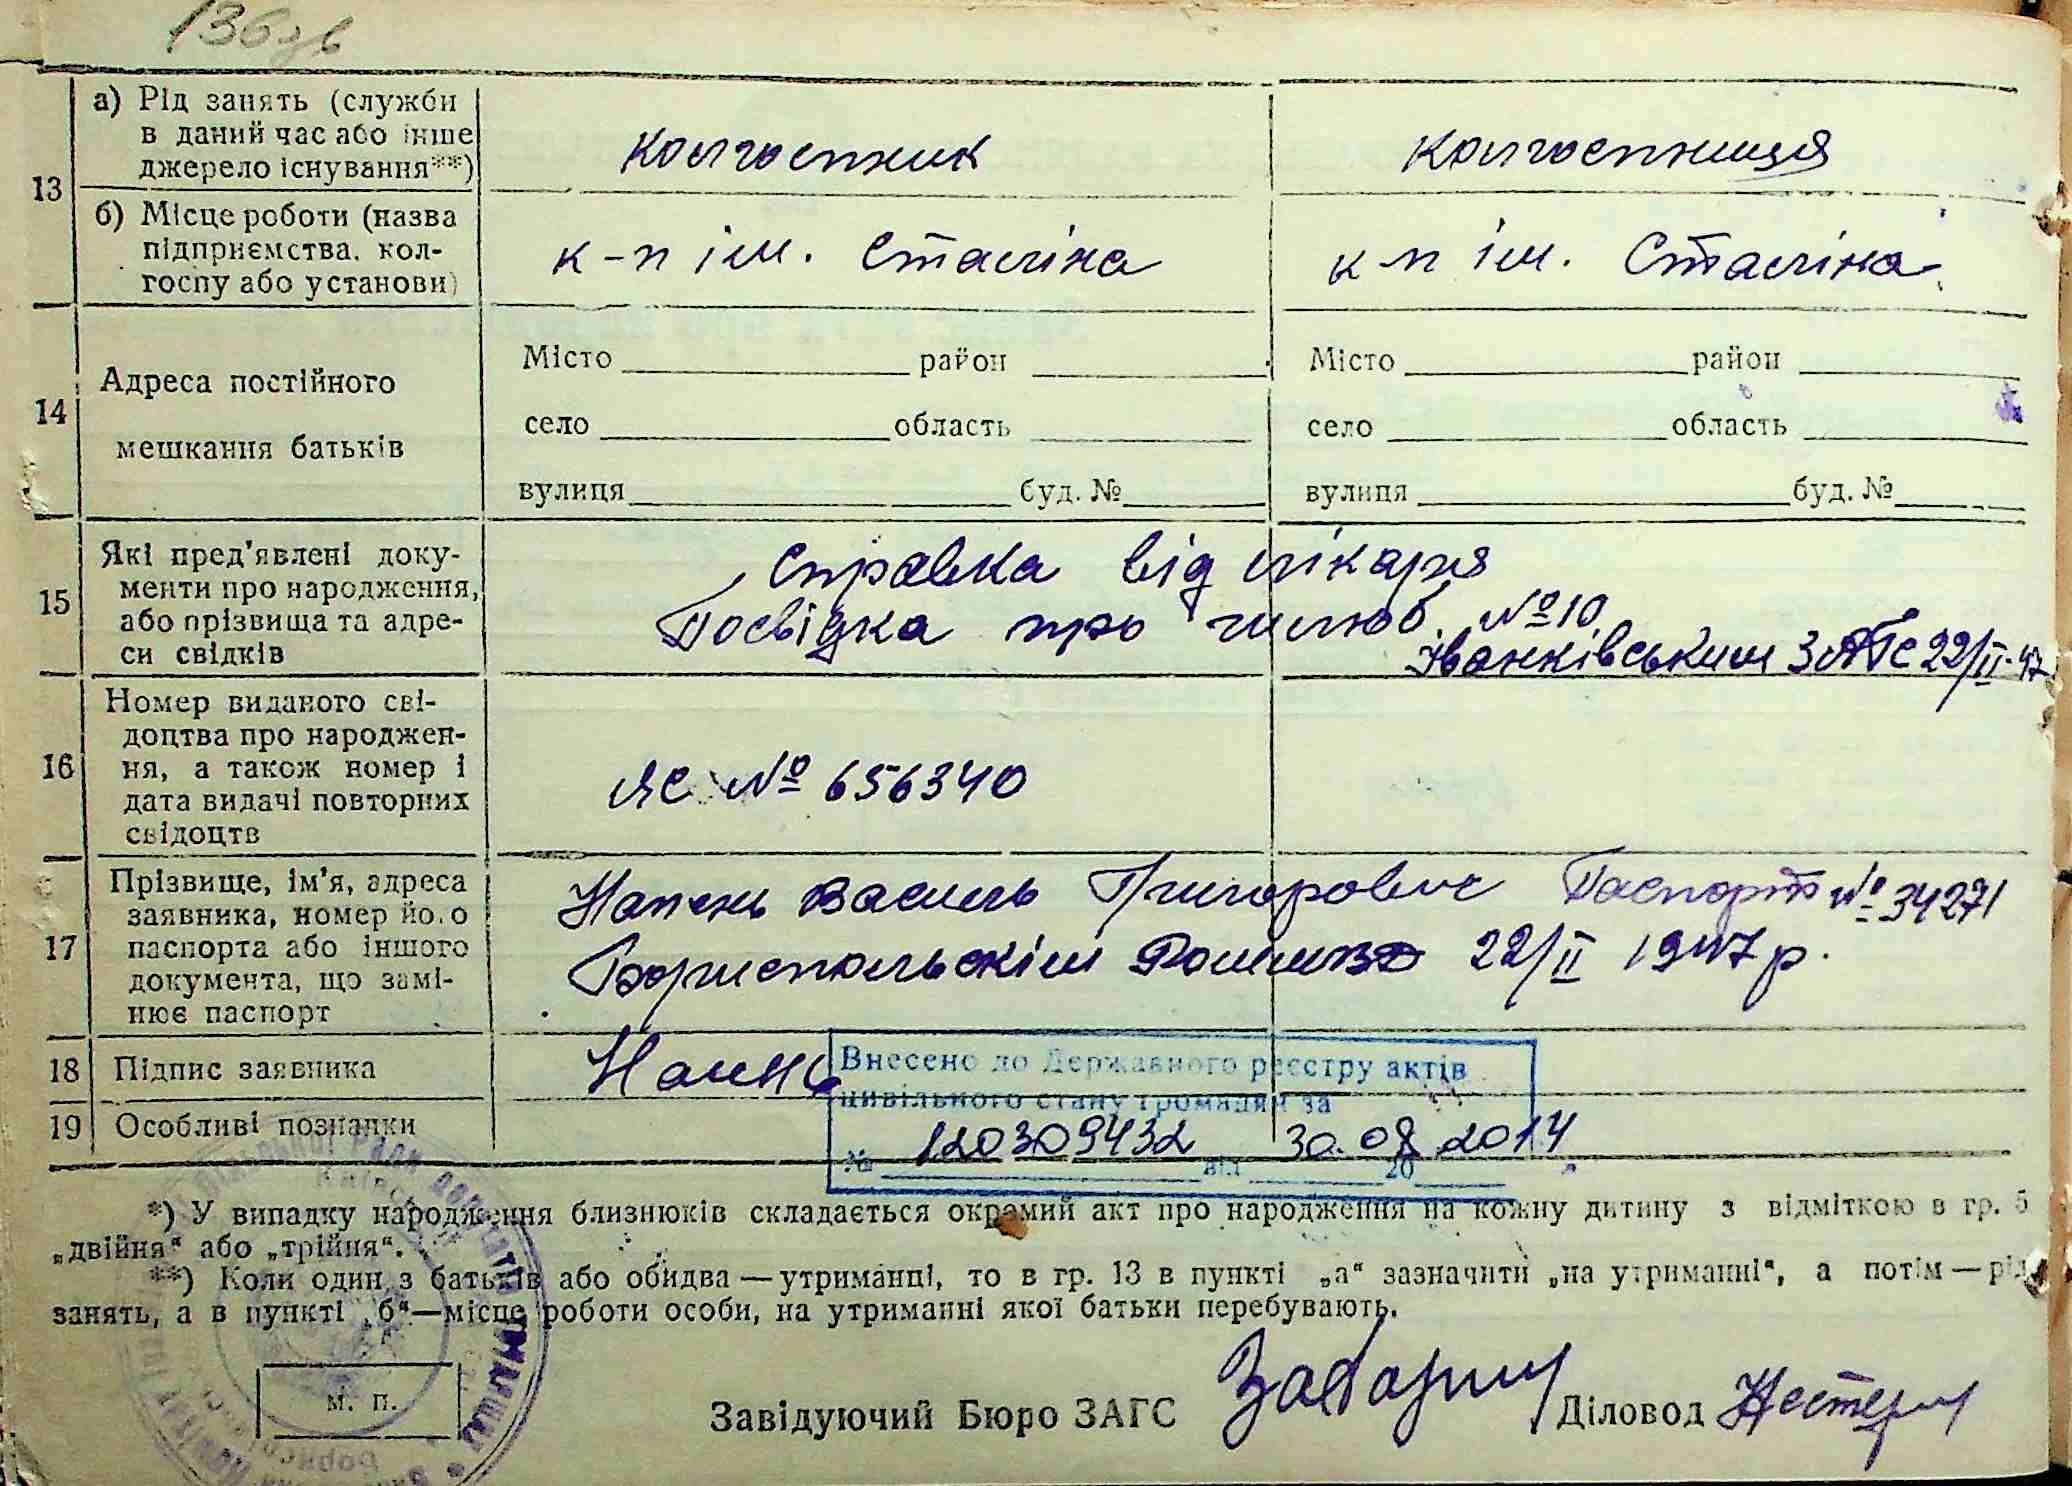 136 зв
13
а) Рід занять (служби в даний час або інше джерело існування**)
колгоспник
колгоспниця
б) Місце роботи (назва підприємства, колгоспу або установи)
к-п ім. Сталіна
к-п ім. Сталіна
14
Адреса постійного мешкання батьків
Місто район
село область
вулиця буд. №
Місто район
село область
вулиця буд. №
15
Які пред'явлені документи про народження, або прізвища та адреси свідків
Справка від лікаря
Посвідка про шлюб №10
Іванківським ЗАГС 22/II-47
16
Номер виданого свідоцтва про народження, а також номер і дата видачі повторних свідоцтв
ЯС № 656340
17
Прізвище, ім'я, адреса заявника, номер його паспорта або іншого документа, що замінює паспорт
Василь Григорович Паспорт № 34271
Бориспольскім 22/II 1947 р.
18
Підпис заявника
19
Особливі познаки
Внесено до Державного реєстру актів
цивільного стану громадян за
№ 120309432 від 30.08 2014
*) У випадку народження близнюків складається окремий акт про народження на кожну дитину з відміткою в гр. 5
„двійня“ або „трійня“.
**) Коли один з батьків або обидва — утриманці, то в гр. 13 в пункті „а“ зазначити „на утриманні“, а потім — рід
занять, а в пункті „б“—місце роботи особи, на утриманні якої батьки перебувають.
м. п.
Завідуючий Бюро ЗАГС
Діловод